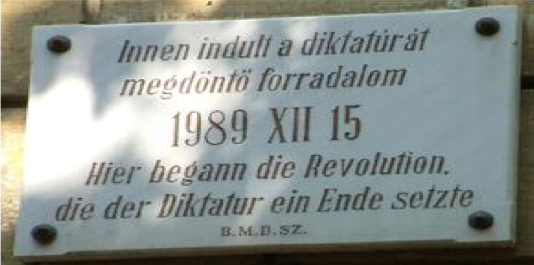 Innen indult a diktatúrát
megdöntő forradalom
1989 XII 15
Hier begann die Revolution.
die der Diktatur ein Ende setzte
B.M.D.SZ.